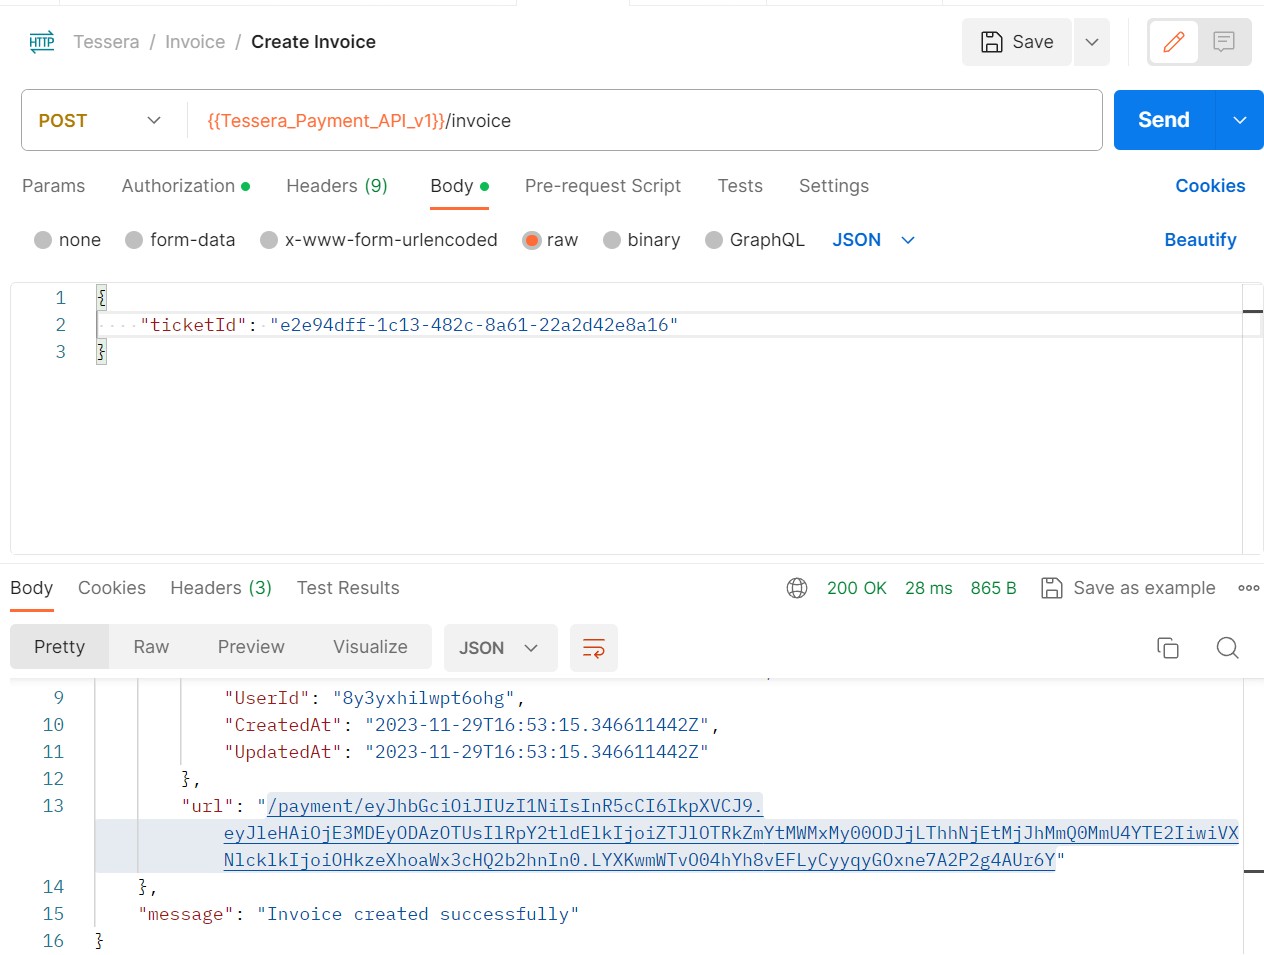 HTTP Tessera / Invoice / Create Invoice Save
POST {{Tessera_Payment_API_v1}}/invoice Send
Params Authorization Headers (9) Body Pre-request Script Tests Settings Cookies
none form-data x-www-form-urlencoded raw binary GraphQL JSON Beautify
1 {
2 "ticketId": "e2e94dff-1c13-482c-8a61-22a2d42e8a16"
3 }
Body Cookies Headers (3) Test Results 200 OK 28 ms 865 B Save as example
Pretty Raw Preview Visualize JSON
9 "UserId": "8y3yxhilwpt6ohg",
10 "CreatedAt": "2023-11-29T16:53:15.346611442Z",
11 "UpdatedAt": "2023-11-29T16:53:15.346611442Z"
12 },
13 "url": "/payment/eyJhbGciOiJIUzI1NiIsInR5cCI6IkpXVCJ9.
eyJleHAiOjE3MDEyODAzOTUsIlRpY2tldElkIjoiZTJlOTRkZmYtMWMxMy00ODJjLThhNjEtMjJhMmQ0MmU4YTE2IiwiVX
NlcklkIjoiOHkzeXhoaWx3cHQ2b2hnIn0.LYXKwmWTvO04hYh8vEFLyCyyqyGOxne7A2P2g4AUr6Y"
14 },
15 "message": "Invoice created successfully"
16 }